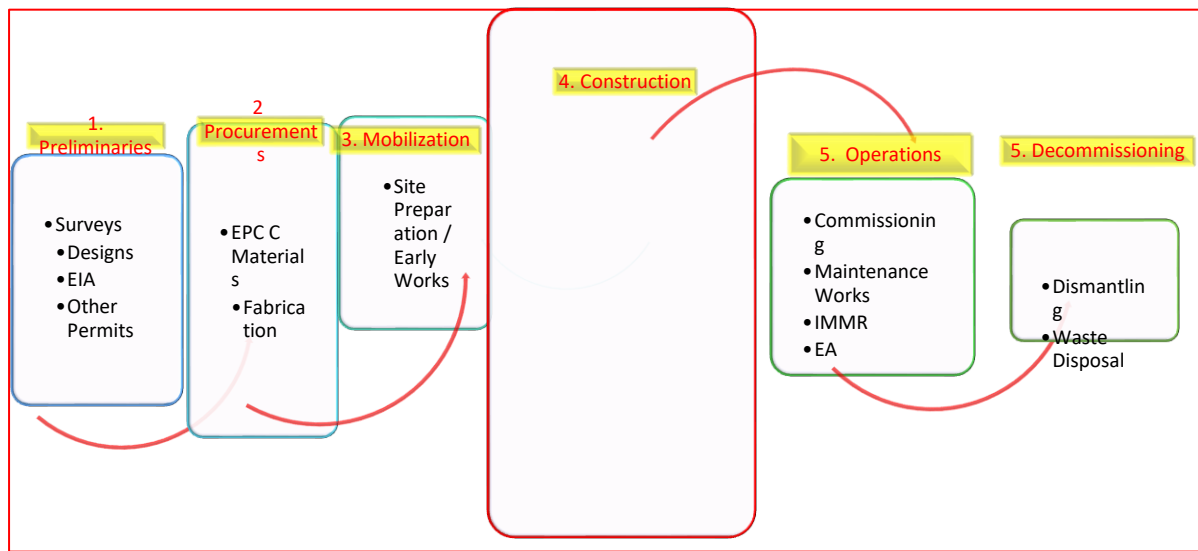 1.
Preliminaries
•Surveys
•Designs
•EIA
•Other
Permits
2
Procurement
s
•EPC C
Material
s
•Fabrica
tion
3. Mobilization
•Site
Prepar
ation /
Early
Works
4. Construction
5.  Operations
•Commissionin
g
•Maintenance
Works
•IMMR
•EA
5. Decommissioning
•Dismantlin
g
•Waste
Disposal